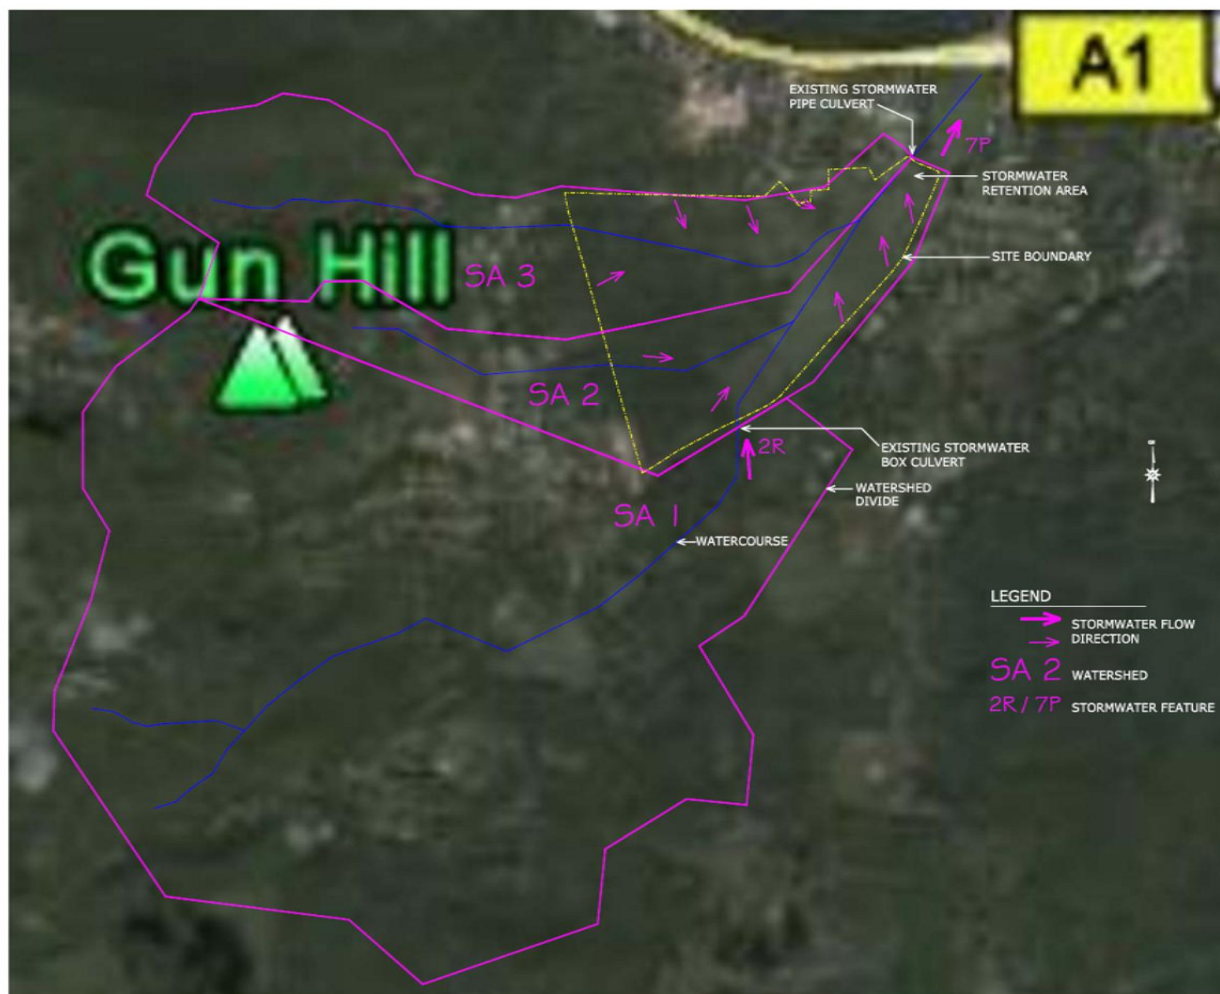 A1
EXISTING STORMWATER
PIPE CULVERT
7P
STORMWATER
RETENTION AREA
Gun Hill
SA 3
SITE BOUNDARY
SA 2
2R
EXISTING STORMWATER
BOX CULVERT
WATERSHED
DIVIDE
SA 1
WATERCOURSE
LEGEND
STORMWATER FLOW
DIRECTION
SA 2 WATERSHED
2R / 7P STORMWATER FEATURE